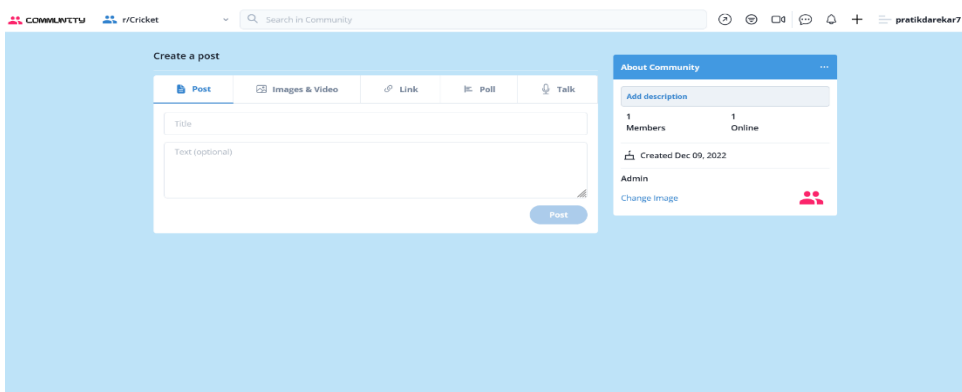 COMMUNITY r/Cricket Search in Community pratikdarekar7
Create a post
Post Images & Video Link Poll Talk
Title
Text (optional)
Post
About Community ...
Add description
1 1
Members Online
Created Dec 09, 2022
Admin
Change Image